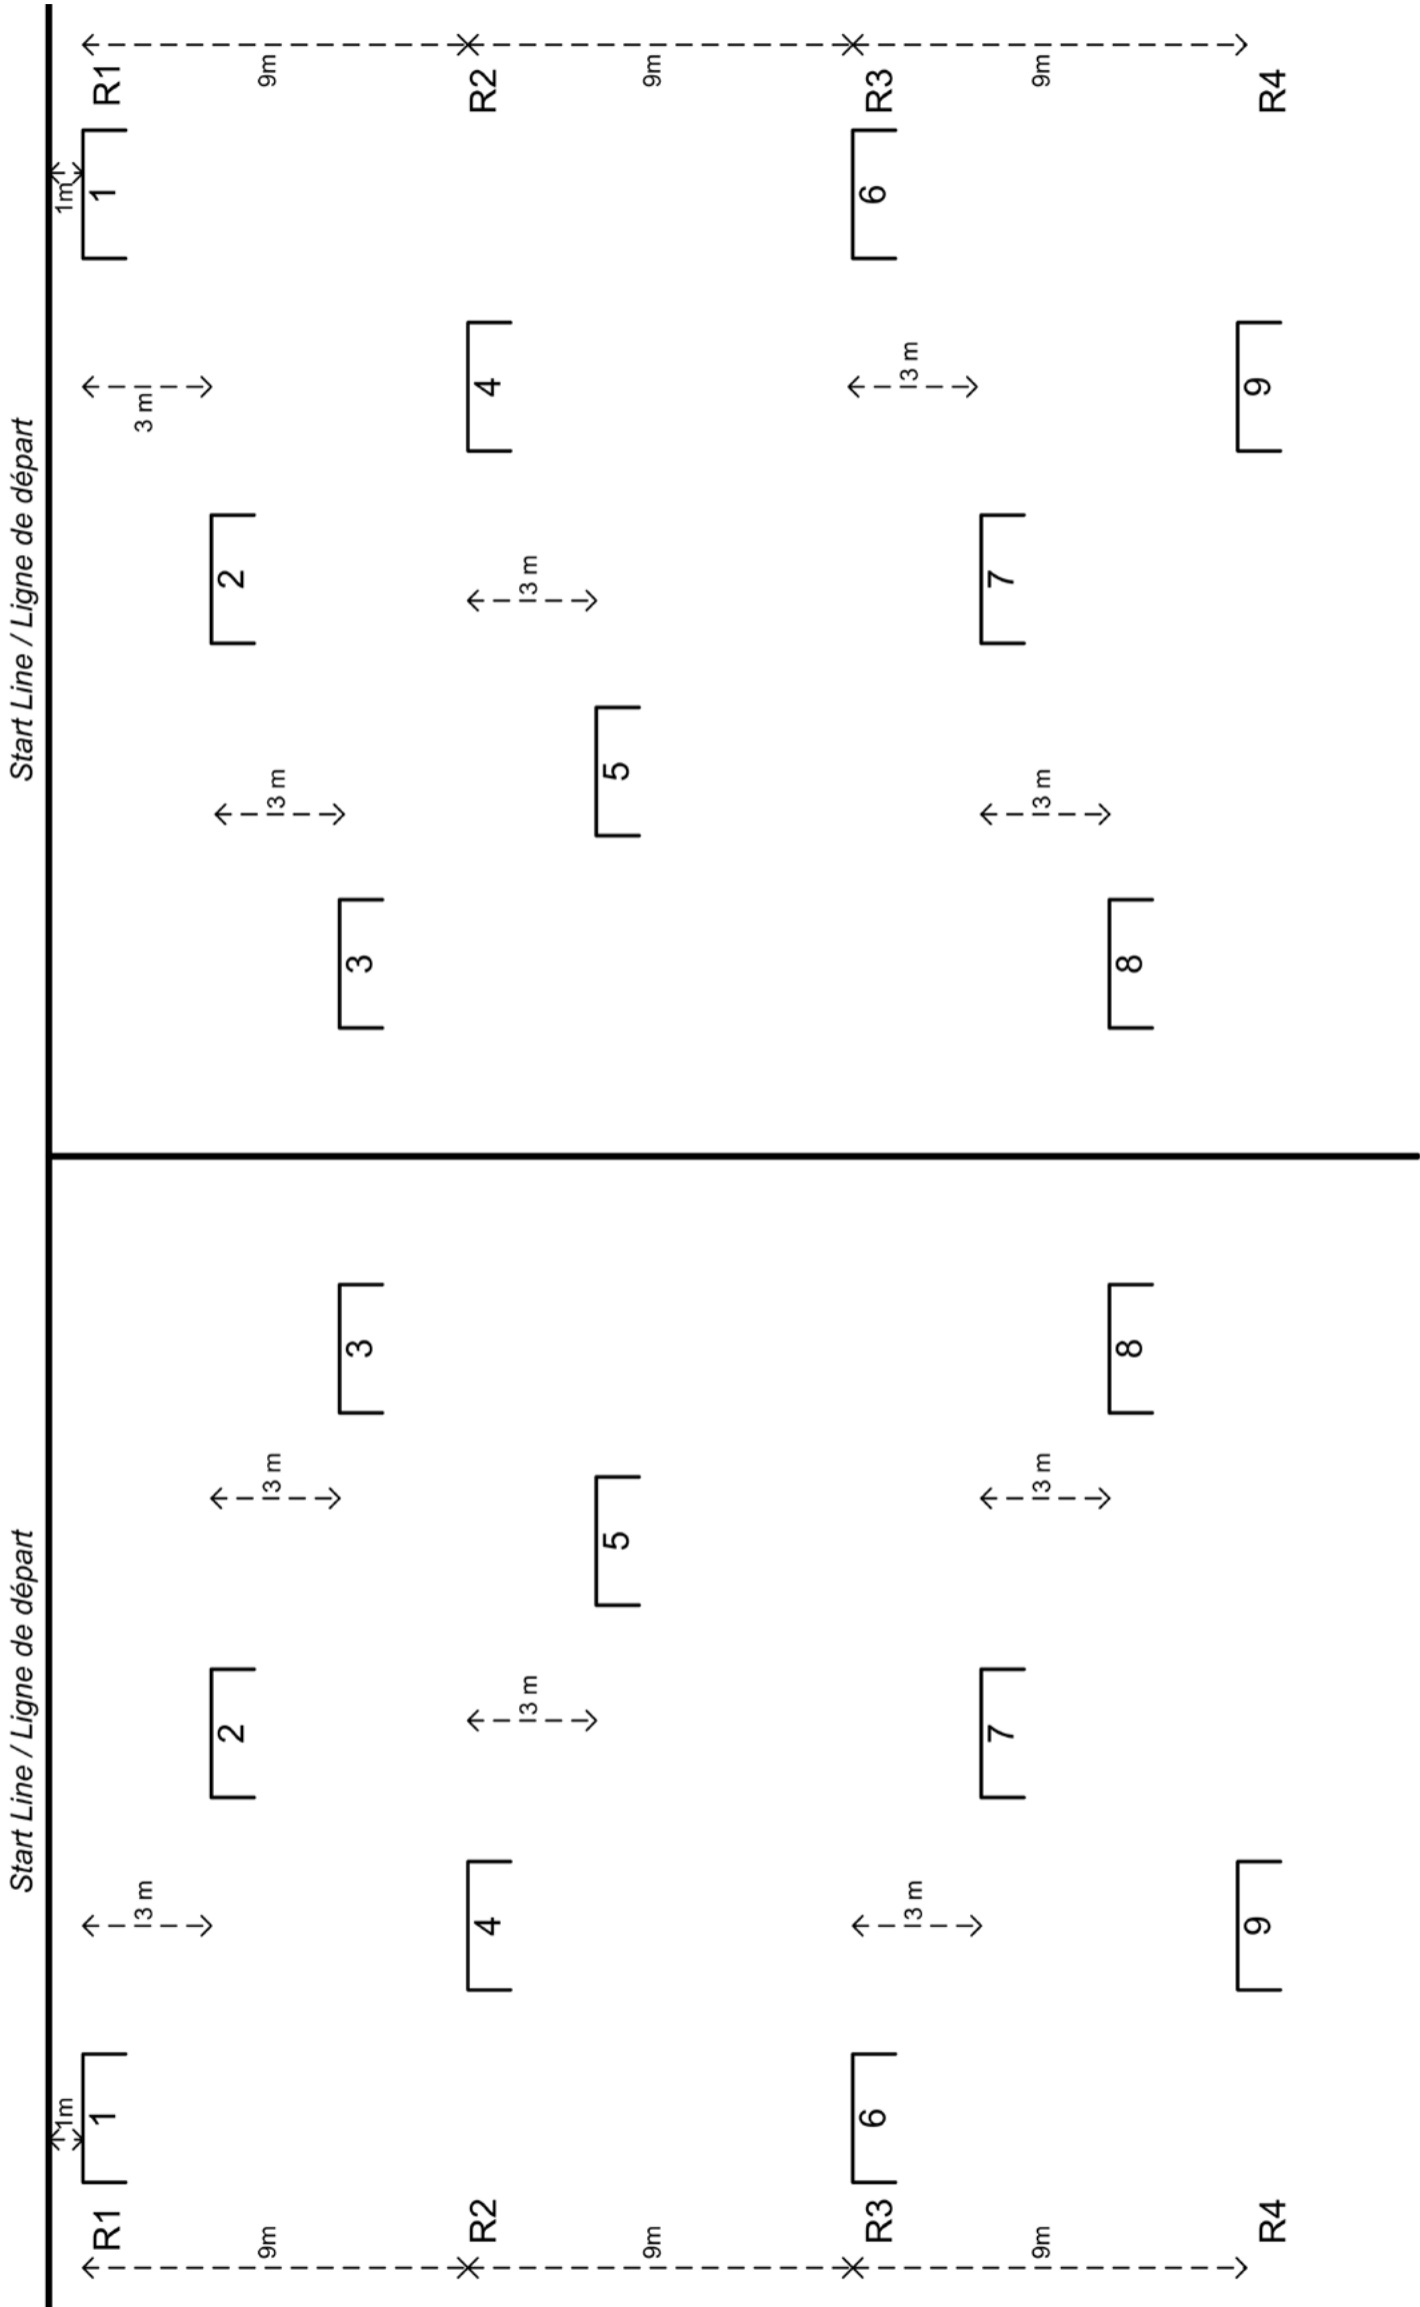 Start Line / Ligne de départ Start Line / Ligne de départ
1m 1m
R1 1 1 R1
3 m 3 m
2 2
9m 3 m 3 m 9m
3 3
R2 4 4 R2
3 m 3 m
5 5
9m 9m
R3 6 6 R3
3 m 3 m
7 7
9m 3 m 3 m 9m
8 8
R4 9 9 R4